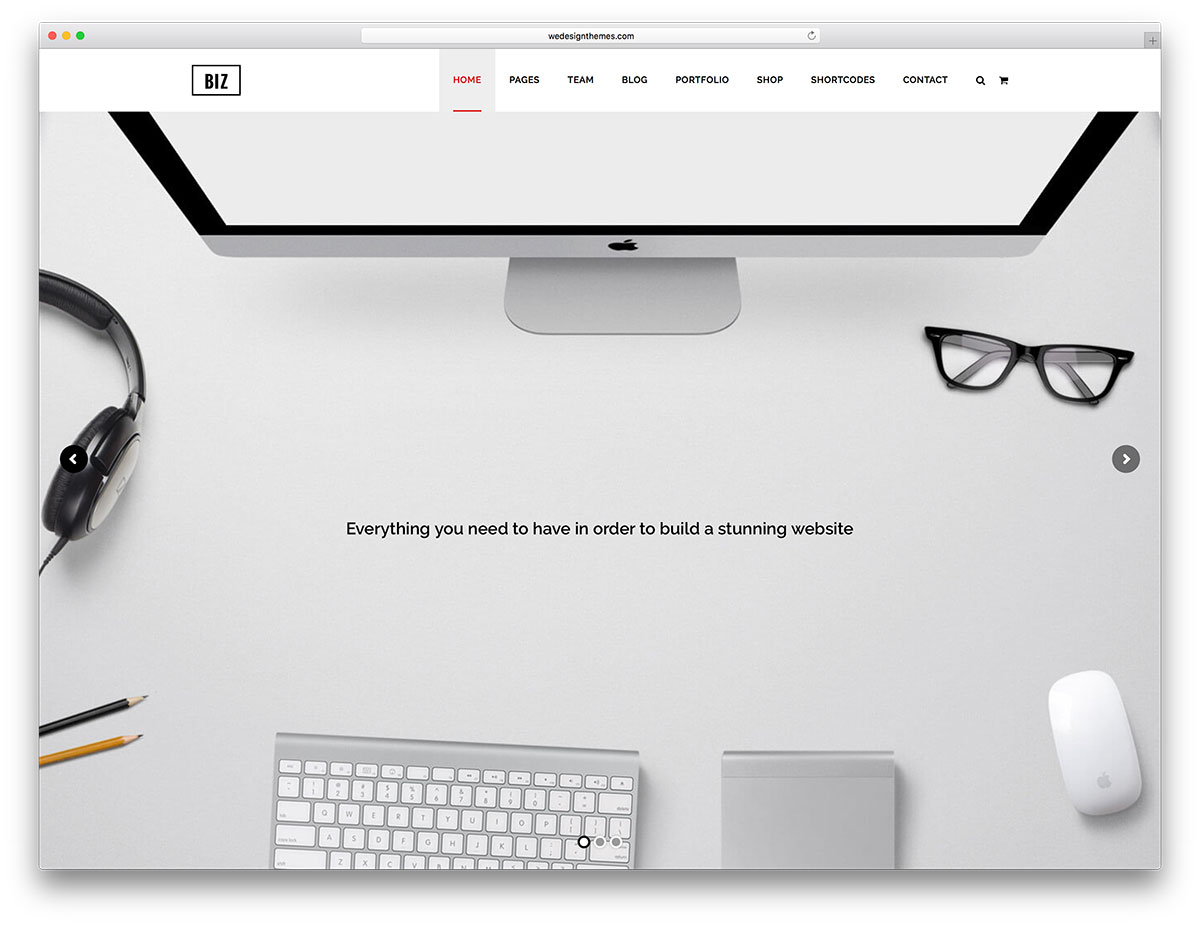 wedesignthemes.com
BIZ
HOME PAGES TEAM BLOG PORTFOLIO SHOP SHORTCODES CONTACT
Everything you need to have in order to build a stunning website
Q W E R T Y U I O P
A S D F G H J K L
Z X C V B N M